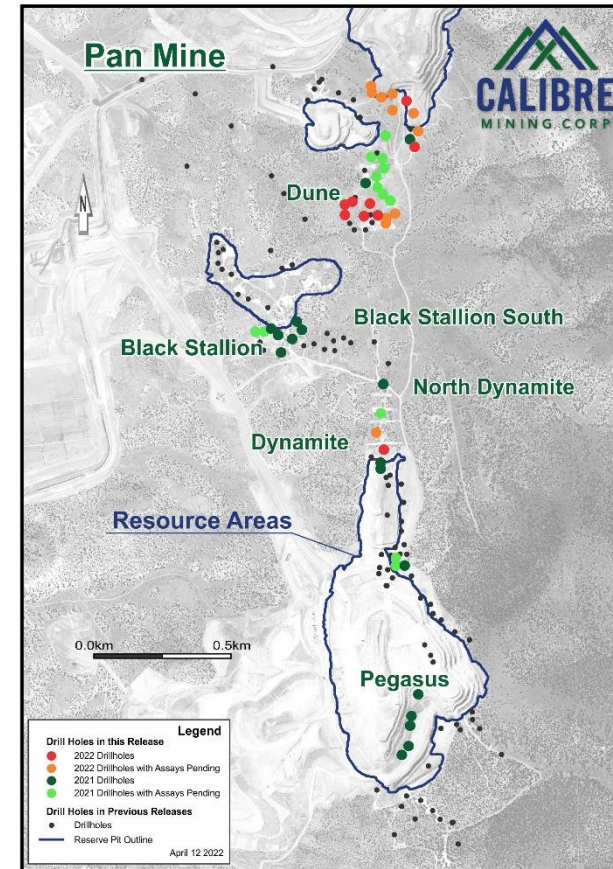 Pan Mine
CALIBRE
MINING CORP
N
Dune
Black Stallion South
Black Stallion
North Dynamite
Dynamite
Resource Areas
0.0km 0.5km
Pegasus
Legend
Drill Holes in this Release
2022 Drillholes
2022 Drillholes with Assays Pending
2021 Drillholes
2021 Drillholes with Assays Pending
Drill Holes in Previous Releases
Drillholes
Reserve Pit Outline
April 12 2022